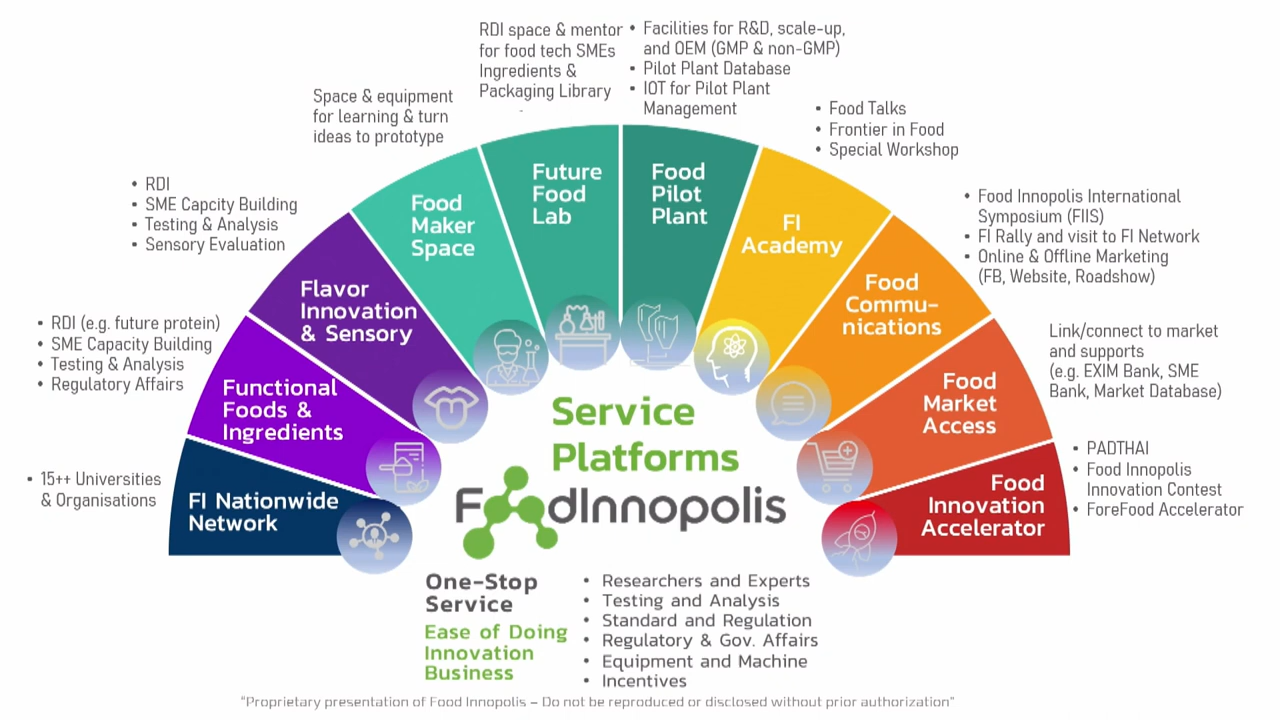 RDI space & mentor
for food tech SMEs
Ingredients &
Packaging Library
• Facilities for R&D, scale-up,
and OEM (GMP & non-GMP)
• Pilot Plant Database
• IOT for Pilot Plant
Management
Space & equipment
for learning & turn
ideas to prototype
• Food Talks
• Frontier in Food
• Special Workshop
• RDI
• SME Capcity Building
• Testing & Analysis
• Sensory Evaluation
• Food Innopolis International
Symposium (FIIS)
• FI Rally and visit to FI Network
• Online & Offline Marketing
(FB, Website, Roadshow)
• RDI (e.g. future protein)
• SME Capacity Building
• Testing & Analysis
• Regulatory Affairs
Link/connect to market
and supports
(e.g. EXIM Bank, SME
Bank, Market Database)
• 15++ Universities
& Organisations
• PADTHAI
• Food Innopolis
Innovation Contest
• ForeFood Accelerator
FI Nationwide
Network
Functional
Foods &
Ingredients
Flavor
Innovation
& Sensory
Food
Maker
Space
Future
Food
Lab
Food
Pilot
Plant
FI
Academy
Food
Commu-
nications
Food
Market
Access
Food
Innovation
Accelerator
Service
Platforms
FoodInnopolis
One-Stop
Service
Ease of Doing
Innovation
Business
• Researchers and Experts
• Testing and Analysis
• Standard and Regulation
• Regulatory & Gov. Affairs
• Equipment and Machine
• Incentives
"Proprietary presentation of Food Innopolis – Do not be reproduced or disclosed without prior authorization"